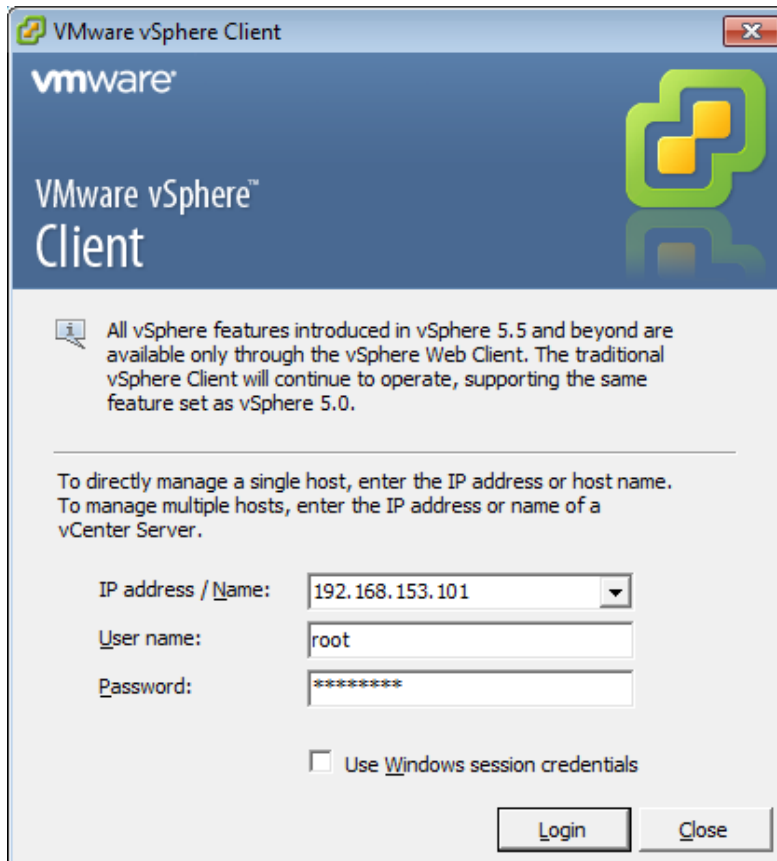 VMware vSphere Client
vmware
VMware vSphere™
Client
All vSphere features introduced in vSphere 5.5 and beyond are
available only through the vSphere Web Client. The traditional
vSphere Client will continue to operate, supporting the same
feature set as vSphere 5.0.
To directly manage a single host, enter the IP address or host name.
To manage multiple hosts, enter the IP address or name of a
vCenter Server.
IP address / Name: 192.168.153.101
User name: root
Password: ********
Use Windows session credentials
Login Close